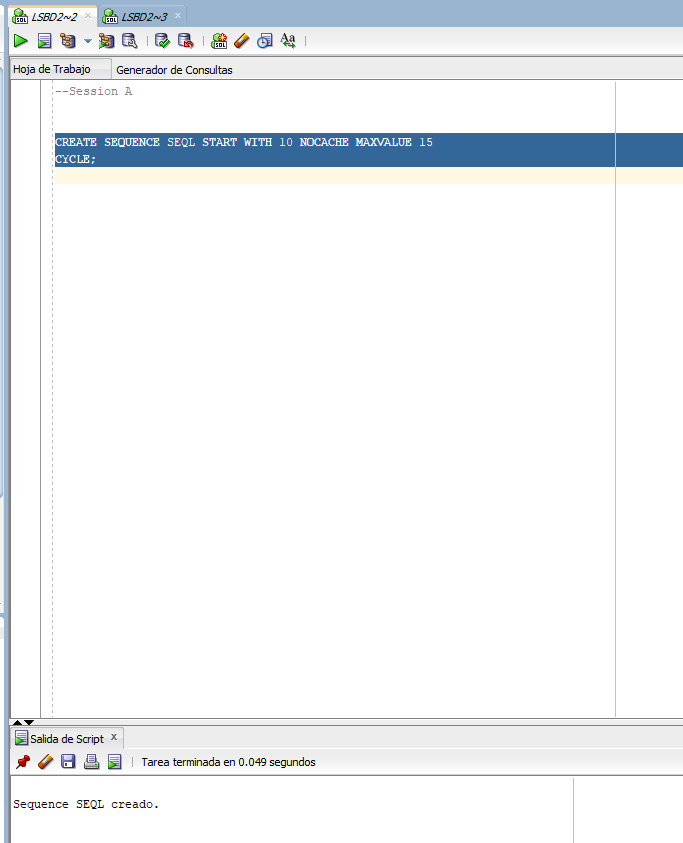 LSBD2~2
LSBD2~3
Hoja de Trabajo
Generador de Consultas
--Session A
CREATE SEQUENCE SEQL START WITH 10 NOCACHE MAXVALUE 15
CYCLE;
Salida de Script
Tarea terminada en 0.049 segundos
Sequence SEQL creado.